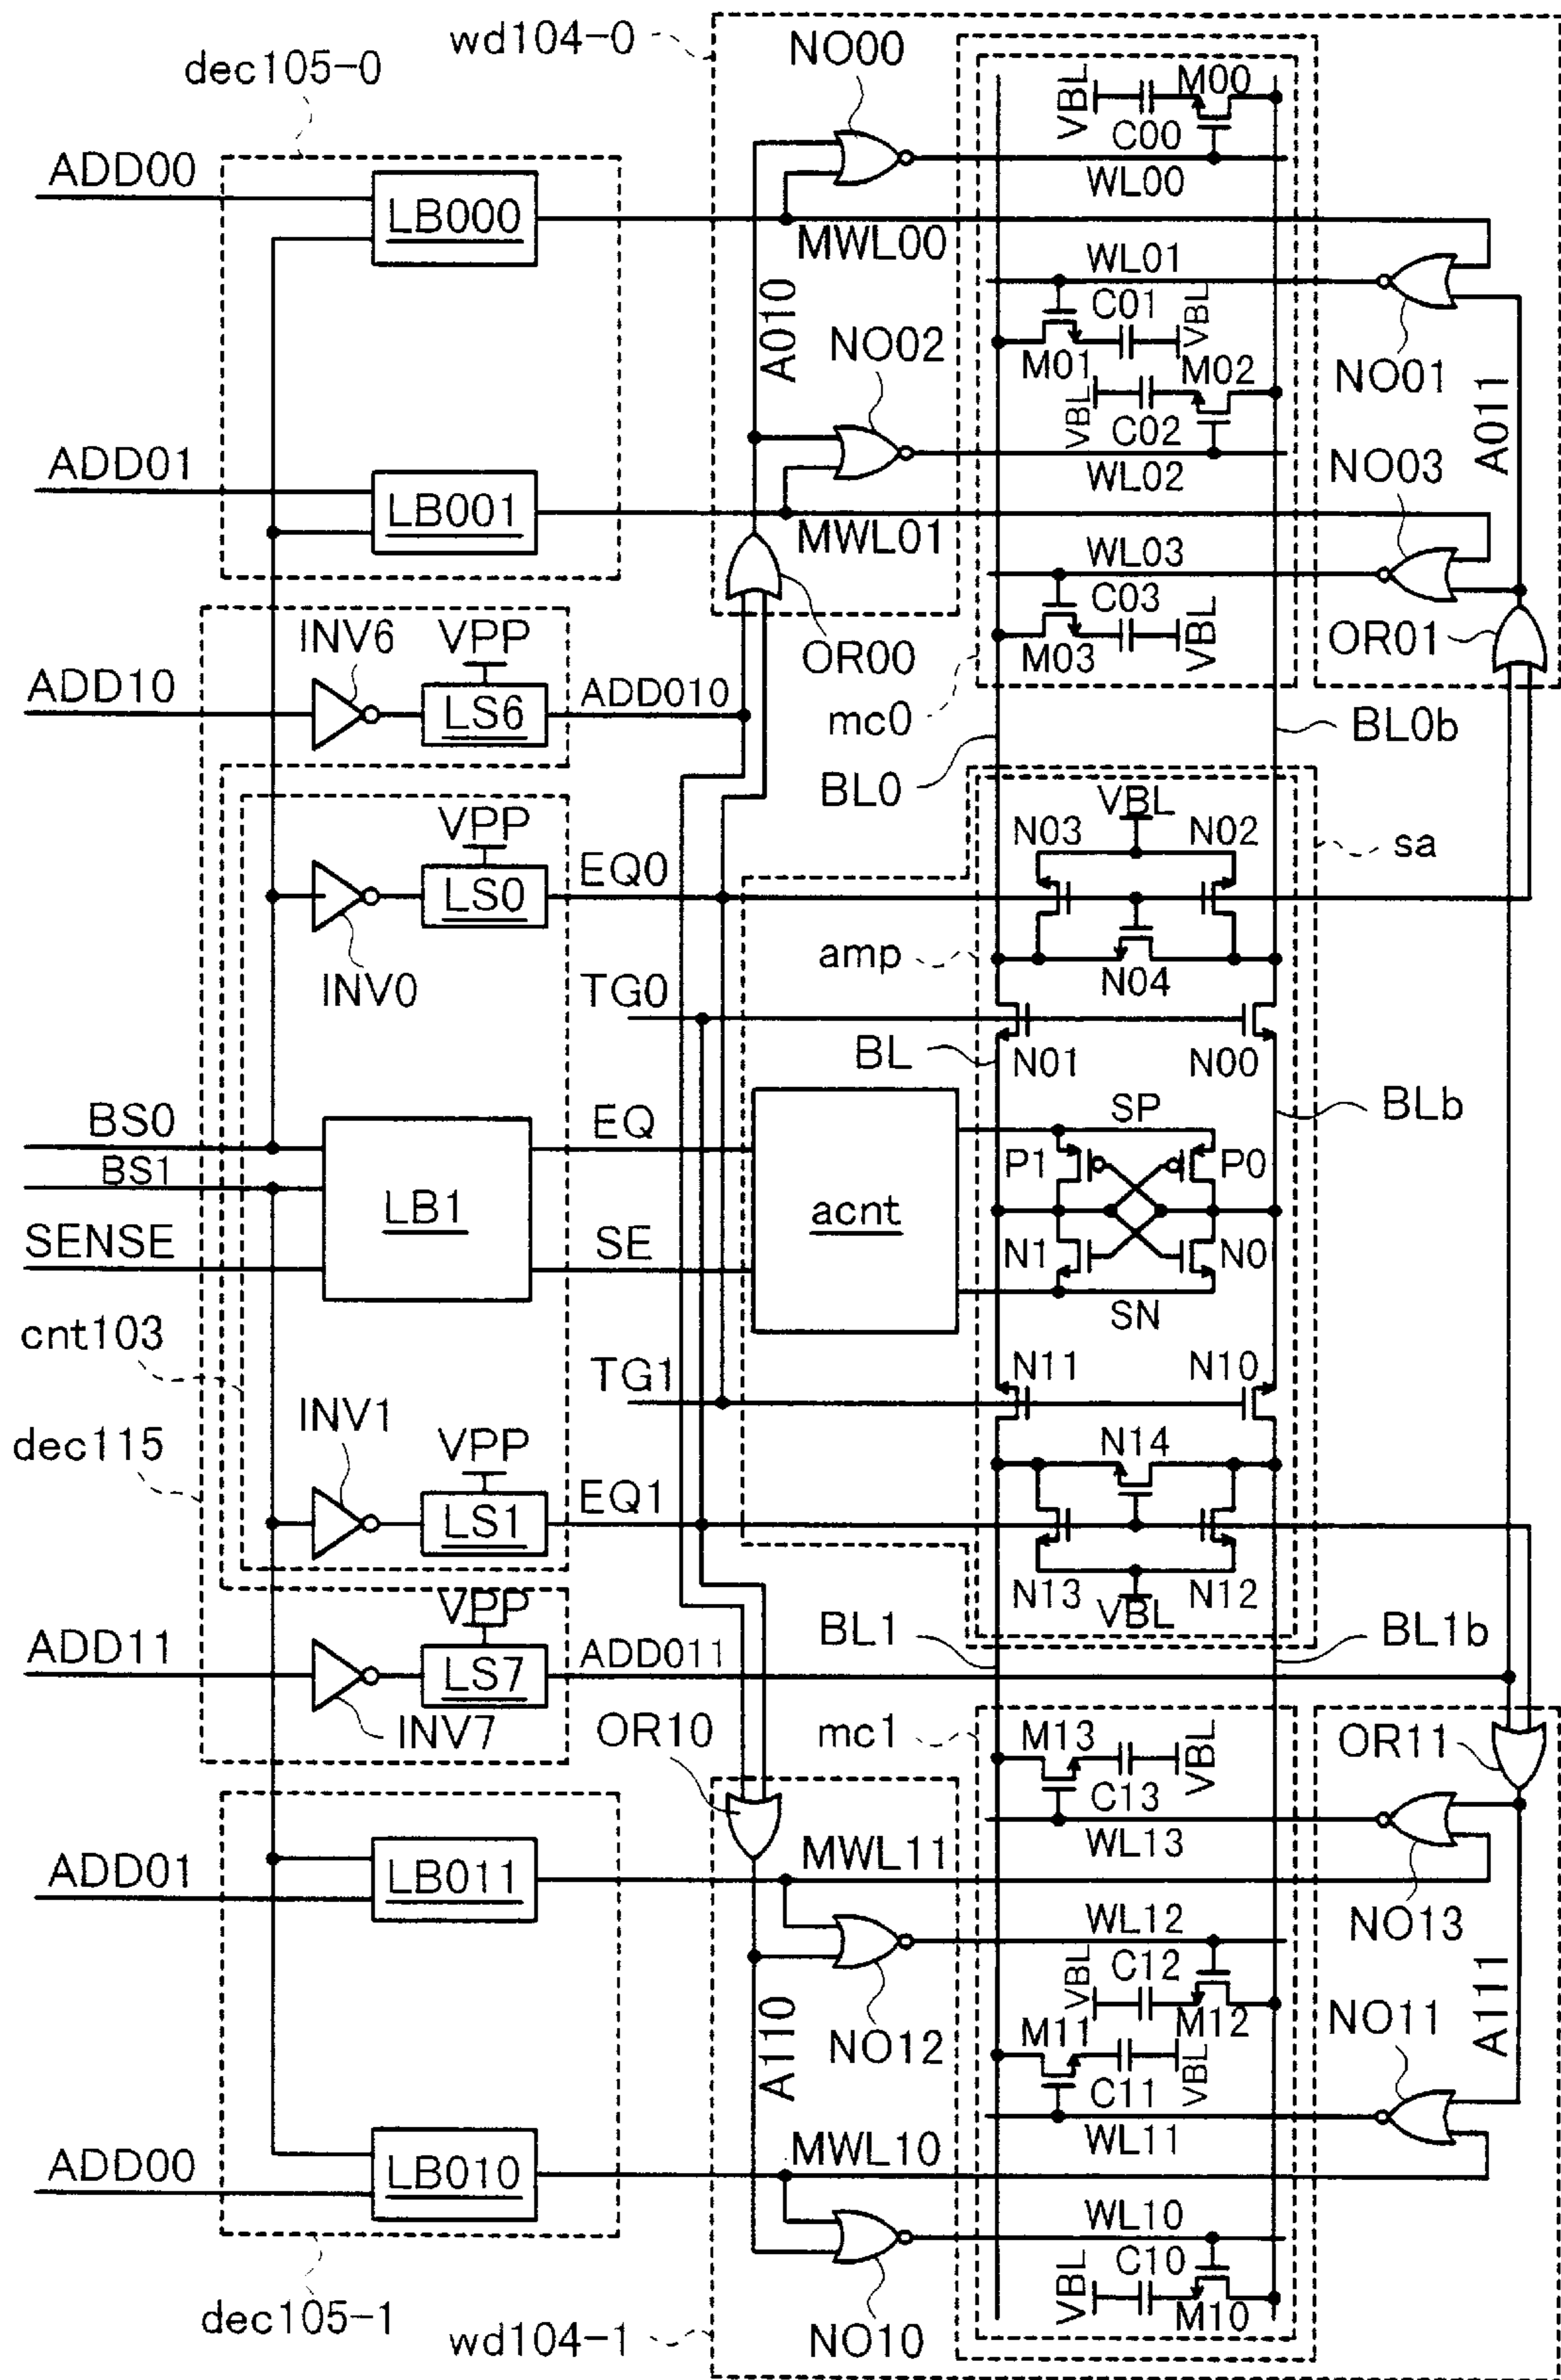 wd104-0
NO00
dec105-0
VBL
M00
C00
ADD00
LB000
WL00
MWL00
WL01
C01
VBL
A010
NO02
M01
M02
NO01
VBL
C02
A011
ADD01
NO03
LB001
WL02
MWL01
WL03
C03
VBL
INV6
VPP
OR00
M03
OR01
ADD10
LS6
ADD010
mc0
BL0b
BL0
VPP
VBL
N03
N02
sa
EQ0
LS0
amp
INV0
TG0
N04
BL
N01
N00
BS0
EQ
SP
BLb
BS1
P1
P0
LB1
acnt
SENSE
SE
N1
N0
SN
cnt103
TG1
N11
N10
INV1
VPP
dec115
N14
EQ1
LS1
VPP
N13
VBL
N12
ADD11
BL1
BL1b
LS7
ADD011
INV7
OR10
mc1
M13
VBL
OR11
C13
WL13
ADD01
LB011
MWL11
NO13
WL12
VBL
C12
A110
M11
M12
NO11
A111
NO12
C11
VBL
MWL10
WL11
ADD00
LB010
WL10
VBL
C10
M10
dec105-1
wd104-1
NO10